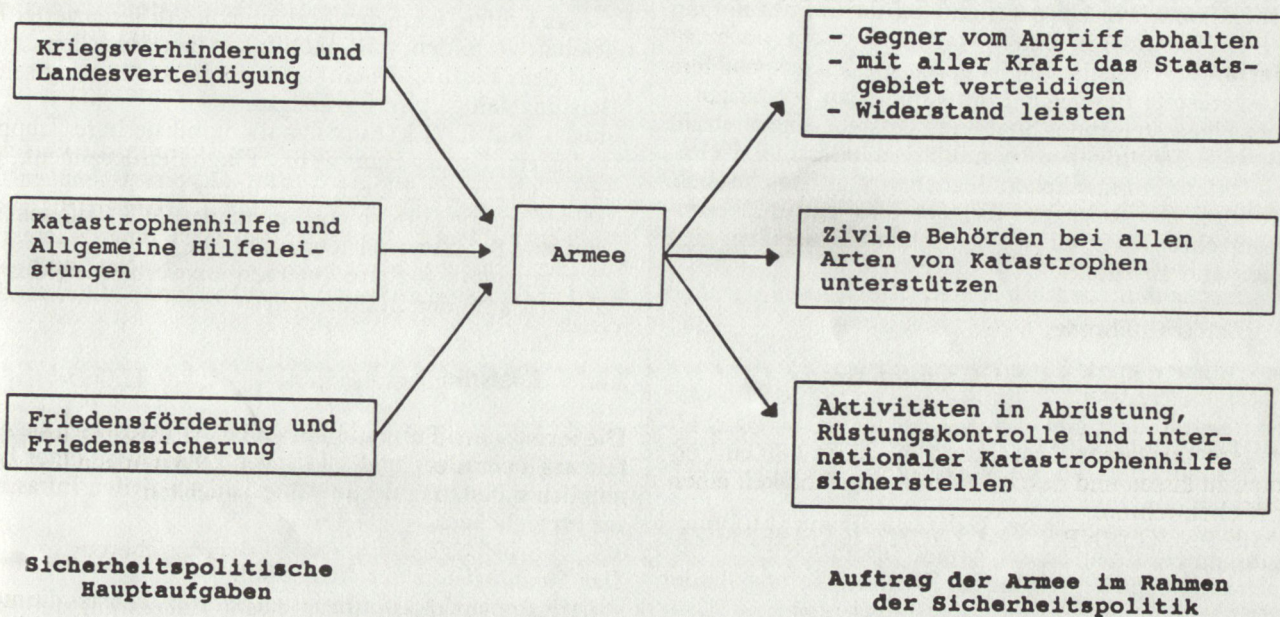 Kriegsverhinderung und
Landesverteidigung
Katastrophenhilfe und
Allgemeine Hilfelei-
stungen
Friedensförderung und
Friedenssicherung
Sicherheitspolitische
Hauptaufgaben
Armee
- Gegner vom Angriff abhalten
- mit aller Kraft das Staats-
gebiet verteidigen
- Widerstand leisten
Zivile Behörden bei allen
Arten von Katastrophen
unterstützen
Aktivitäten in Abrüstung,
Rüstungskontrolle und inter-
nationaler Katastrophenhilfe
sicherstellen
Auftrag der Armee im Rahmen
der Sicherheitspolitik